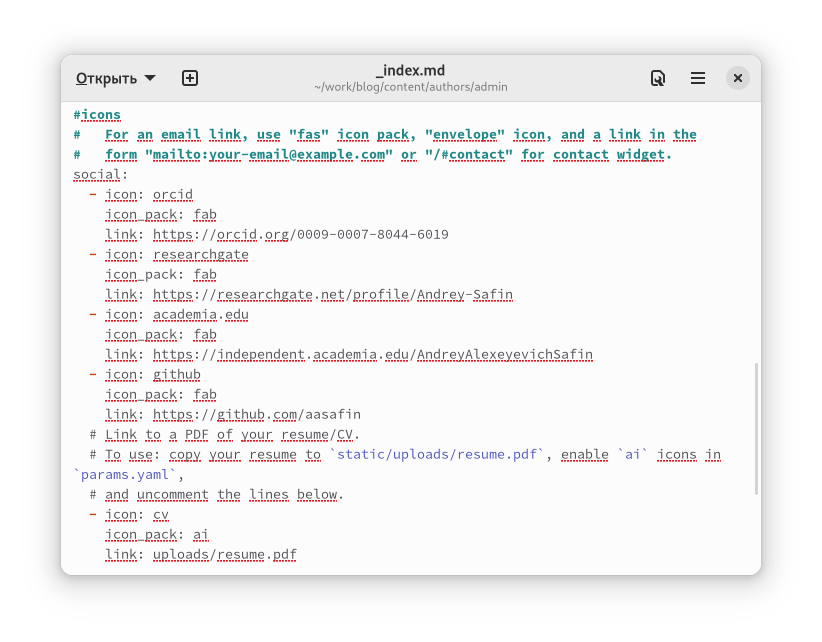 Открыть
_index.md
~/work/blog/content/authors/admin
#icons
#   For an email link, use "fas" icon pack, "envelope" icon, and a link in the
#   form "mailto:your-email@example.com" or "/#contact" for contact widget.
social:
  - icon: orcid
    icon_pack: fab
    link: https://orcid.org/0009-0007-8044-6019
  - icon: researchgate
    icon_pack: fab
    link: https://researchgate.net/profile/Andrey-Safin
  - icon: academia.edu
    icon_pack: fab
    link: https://independent.academia.edu/AndreyAlexeyevichSafin
  - icon: github
    icon_pack: fab
    link: https://github.com/aasafin
  # Link to a PDF of your resume/CV.
  # To use: copy your resume to `static/uploads/resume.pdf`, enable `ai` icons in
`params.yaml`,
  # and uncomment the lines below.
  - icon: cv
    icon_pack: ai
    link: uploads/resume.pdf